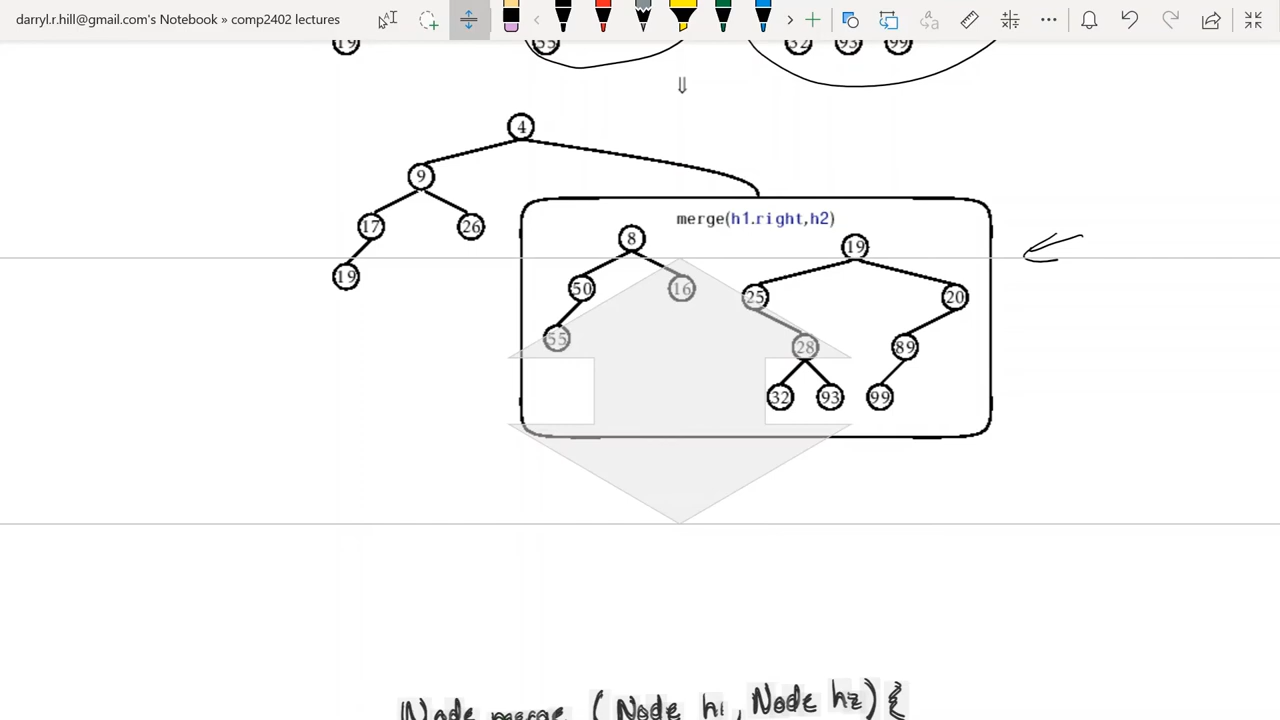 darryl.r.hill@gmail.com's Notebook » comp2402 lectures
19 55 32 93 99
⇓
4
9
merge(h1.right,h2)
17 26 8 19
19 50 16 25 20
55 28 89
32 93 99
Node merge (Node h1, Node h2) {